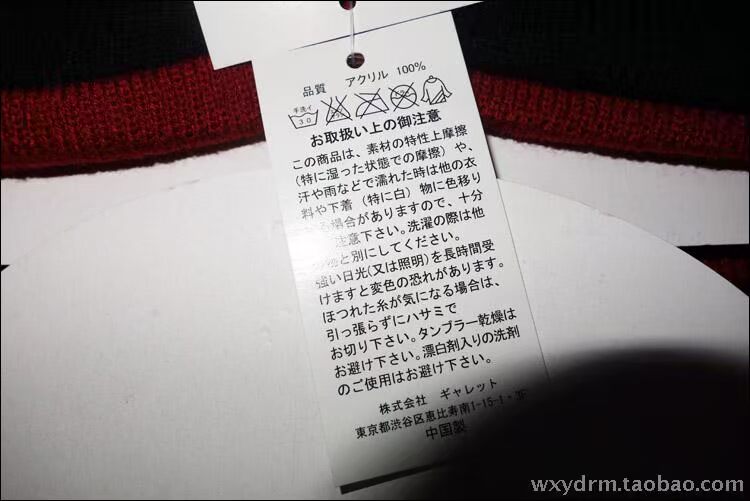 品質 アクリル 100%
手洗イ
30
お取扱い上の御注意
この商品は、素材の特性上摩擦
(特に湿った状態での摩擦)や、
汗や雨などで濡れた時は他の衣
料や下着(特に白)物に色移り
る場合がありますので、十分
注意下さい。洗濯の際は他
と別にしてください。
強い日光(又は照明)を長時間受
けますと変色の恐れがあります。
ほつれた糸が気になる場合は、
引っ張らずにハサミで
お切り下さい。タンブラー乾燥は
お避け下さい。漂白剤入りの洗剤
のご使用はお避け下さい。
株式会社 ギャレット
東京都渋谷区恵比寿南1-15-1・3F
中国製
wxydrm.taobao.com